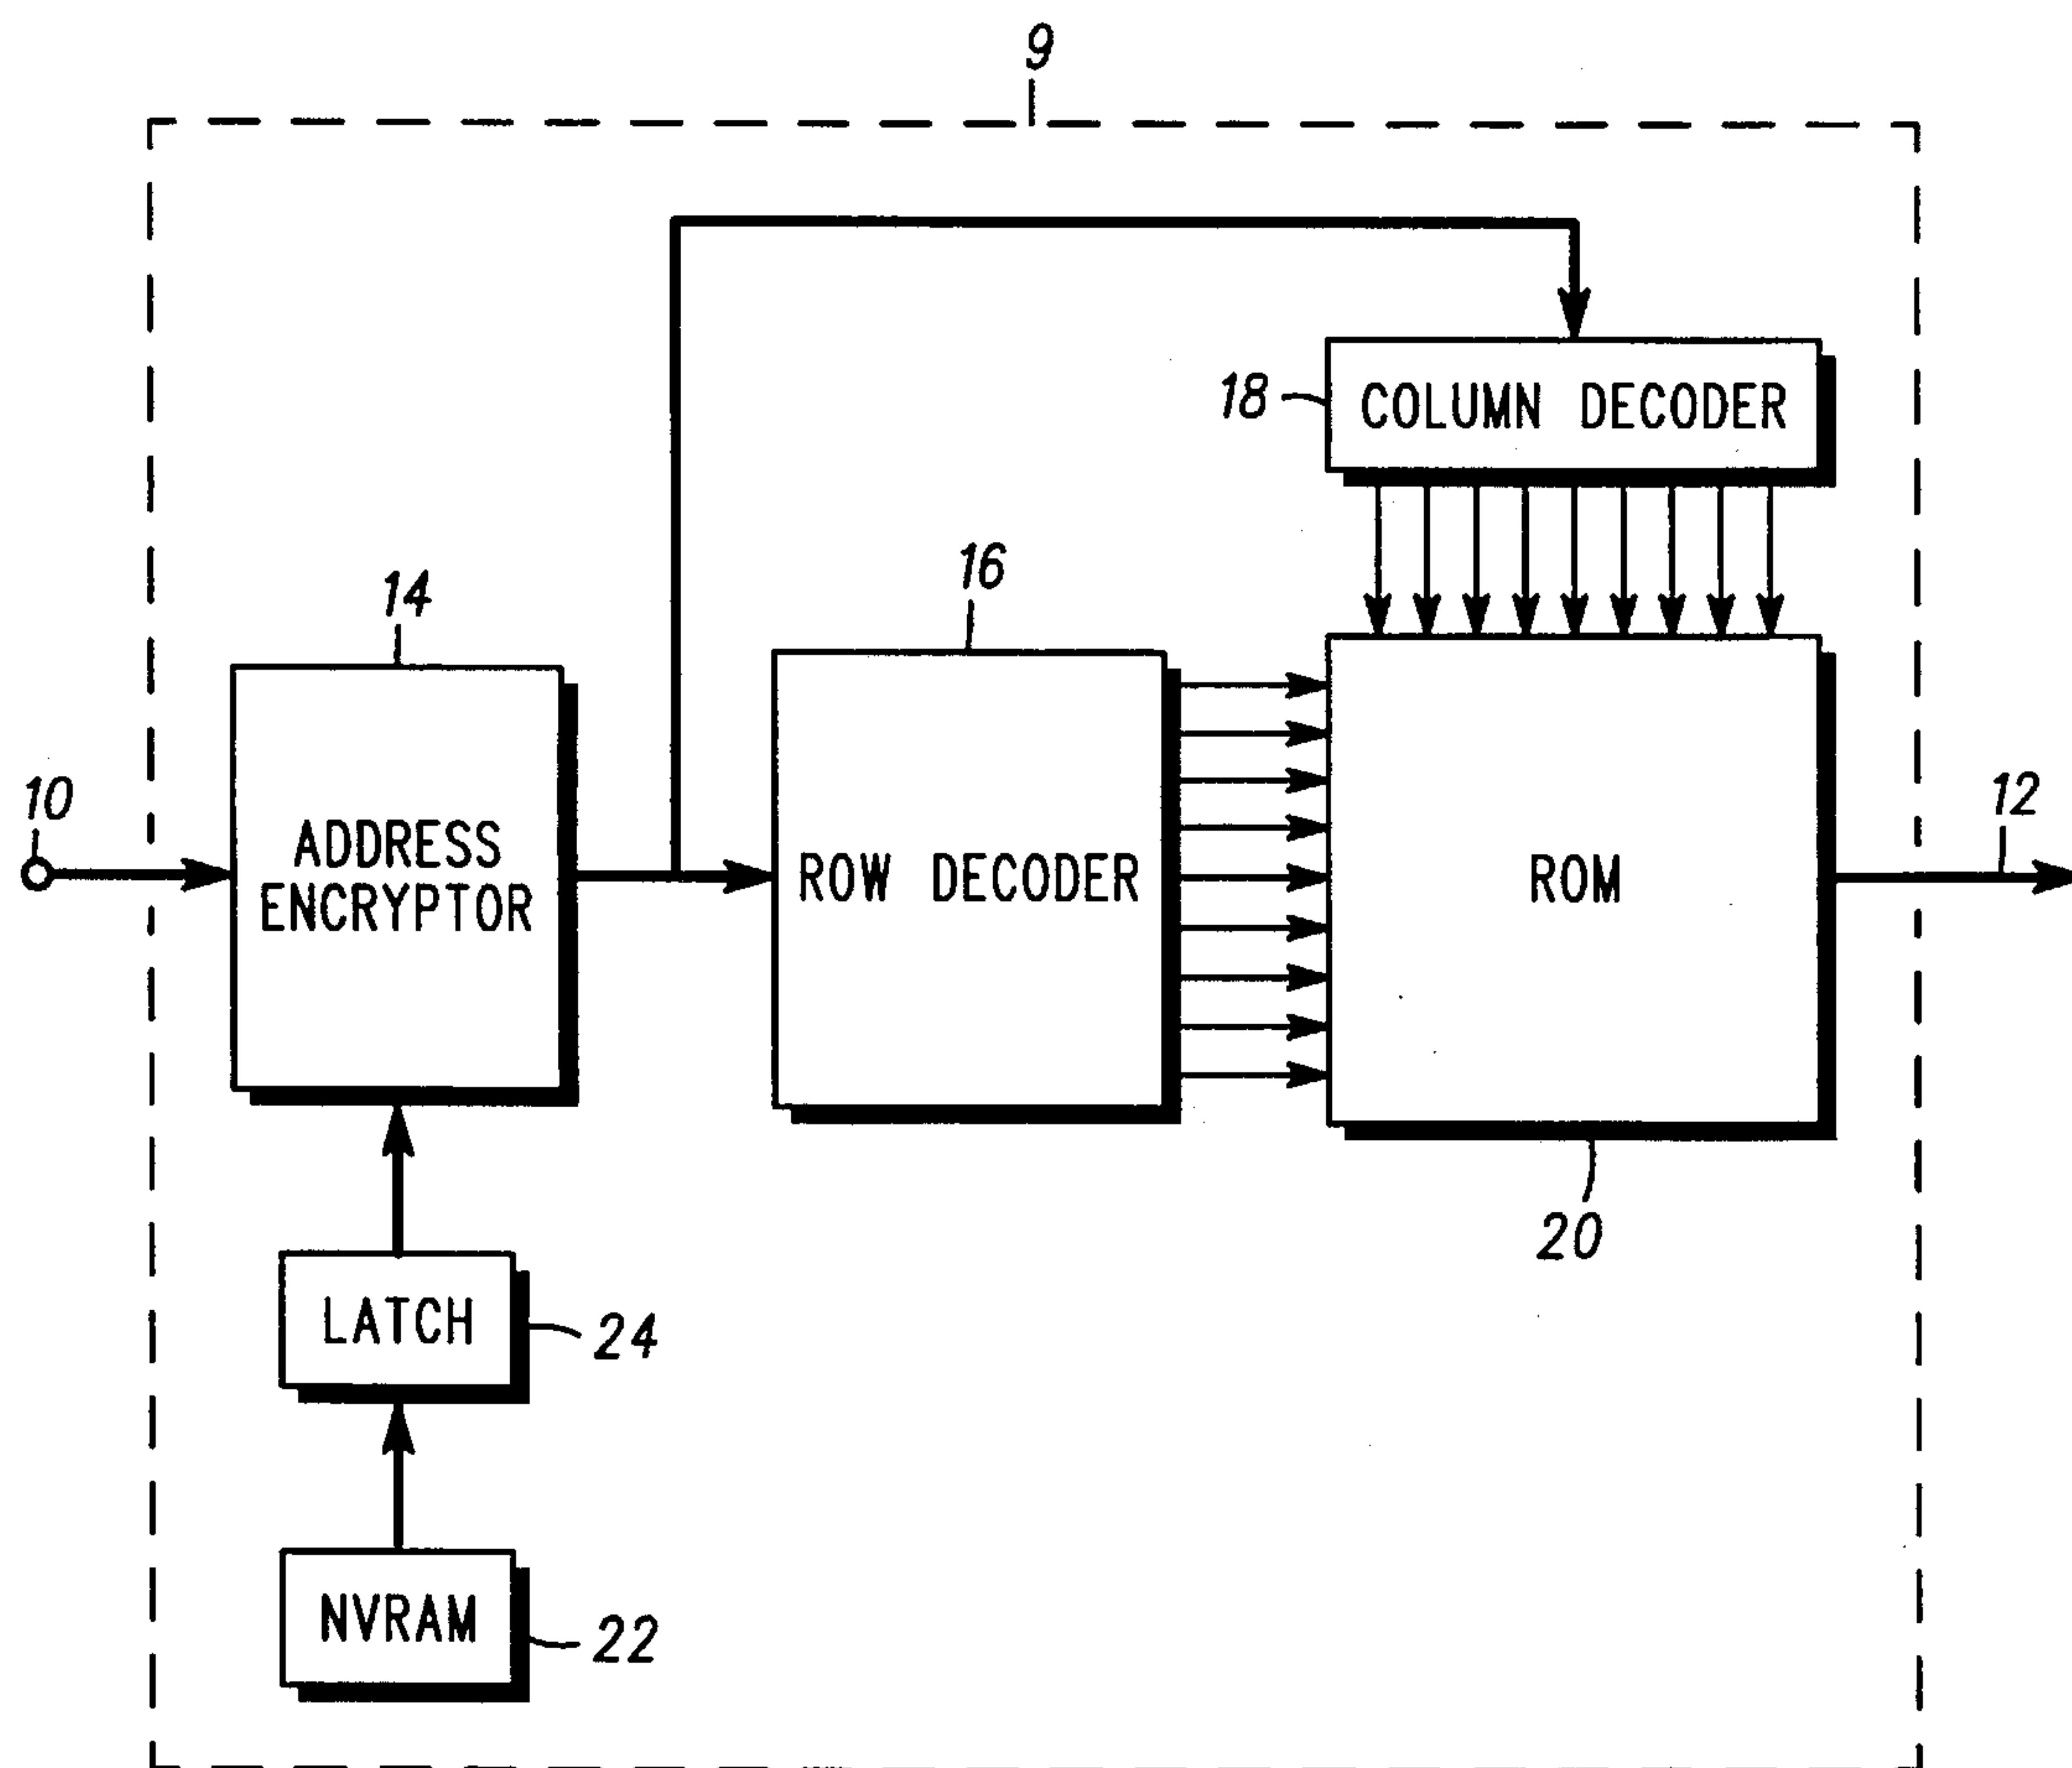 9
18
COLUMN DECODER
16
14
10
ADDRESS
ENCRYPTOR
ROW DECODER
ROM
12
20
LATCH
24
NVRAM
22